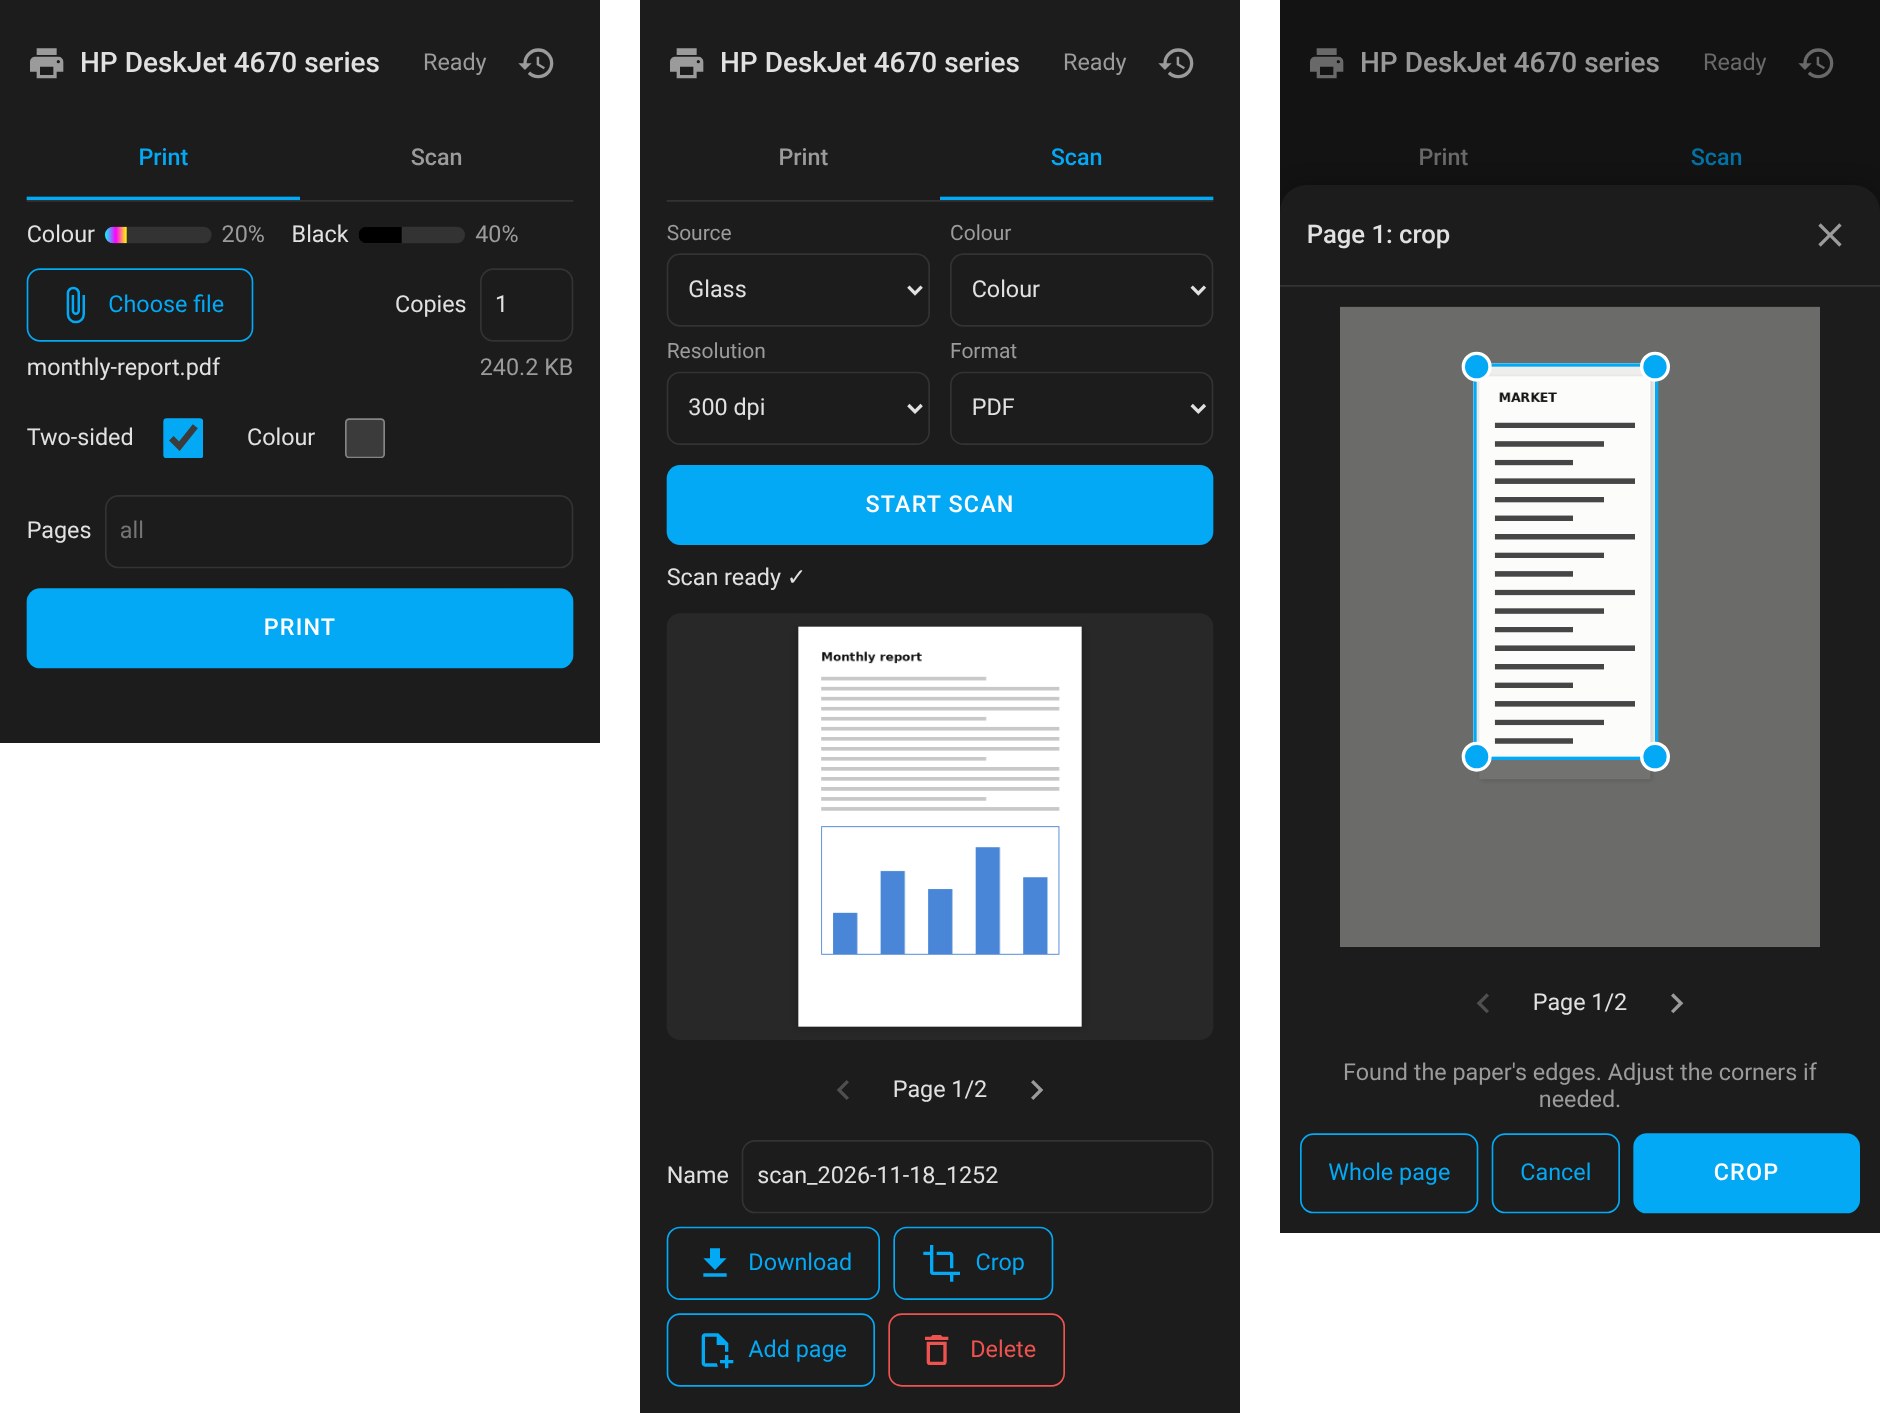 HP DeskJet 4670 series Ready
Print Scan
Colour 20% Black 40%
Choose file Copies 1
monthly-report.pdf 240.2 KB
Two-sided Colour
Pages all
PRINT
HP DeskJet 4670 series Ready
Print Scan
Source Colour
Glass Colour
Resolution Format
300 dpi PDF
START SCAN
Scan ready ✓
Monthly report
Page 1/2
Name scan_2026-11-18_1252
Download Crop
Add page Delete
HP DeskJet 4670 series Ready
Print Scan
Page 1: crop
MARKET
Page 1/2
Found the paper's edges. Adjust the corners if
needed.
Whole page Cancel CROP